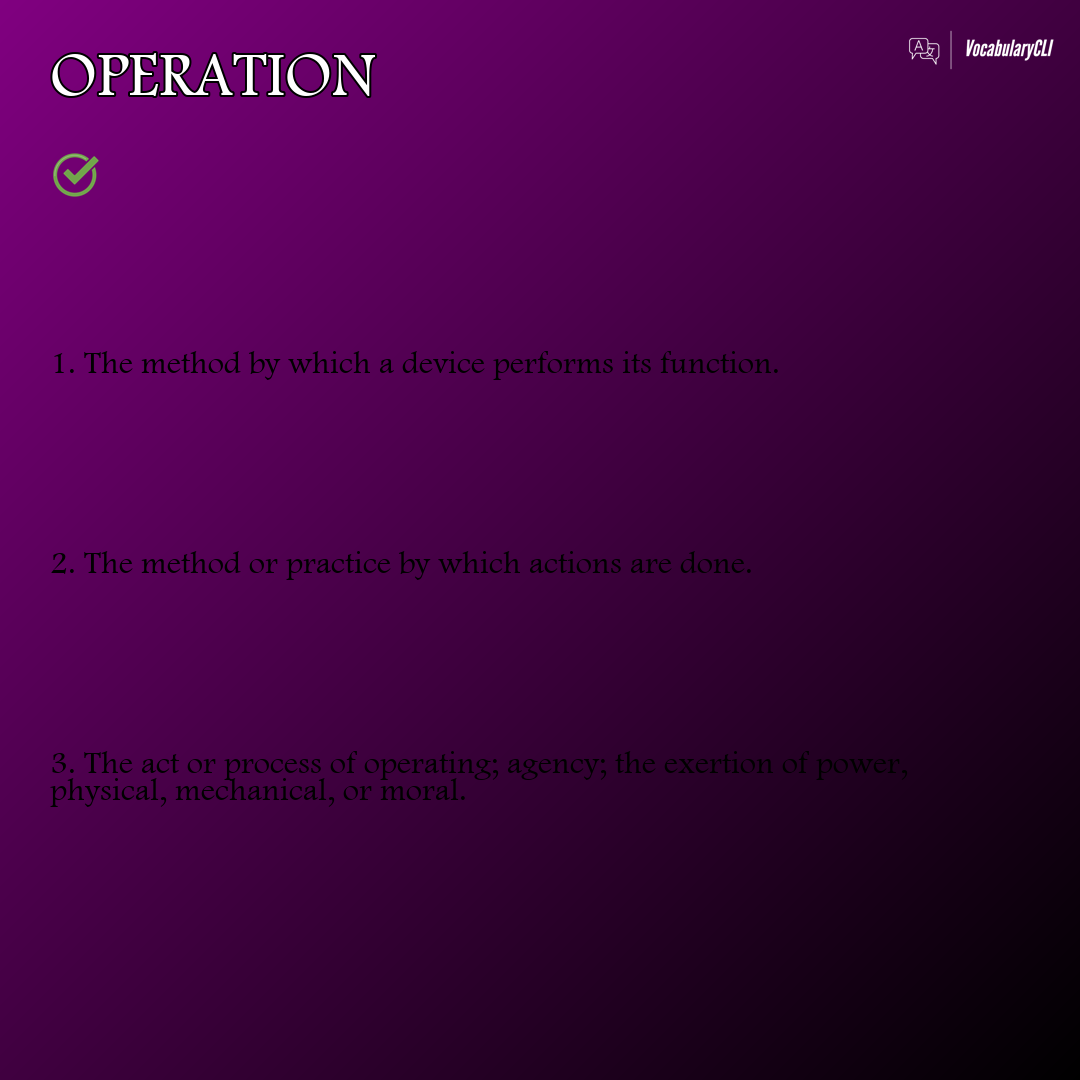 OPERATION
VocabularyCLI
1. The method by which a device performs its function.
2. The method or practice by which actions are done.
3. The act or process of operating; agency; the exertion of power,
physical, mechanical, or moral.